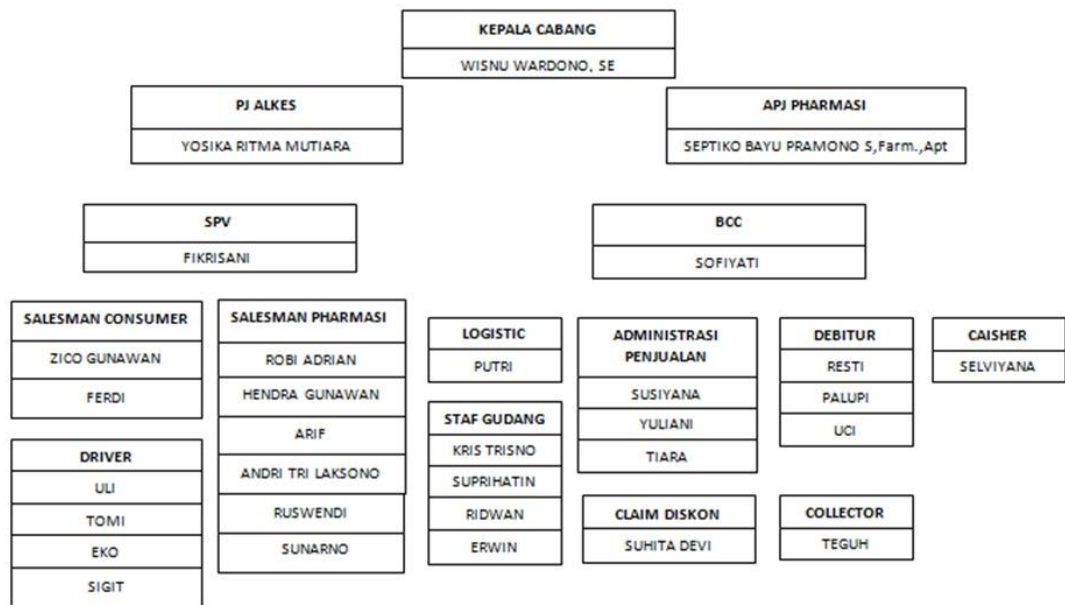 KEPALA CABANG
WISNU WARDONO, SE
PJ ALKES
YOSIKA RITMA MUTIARA
APJ PHARMASI
SEPTIKO BAYU PRAMONO S,Farm.,Apt
SPV
FIKRISANI
BCC
SOFIYATI
SALESMAN CONSUMER
ZICO GUNAWAN
FERDI
DRIVER
ULI
TOMI
EKO
SIGIT
SALESMAN PHARMASI
ROBI ADRIAN
HENDRA GUNAWAN
ARIF
ANDRI TRI LAKSONO
RUSWENDI
SUNARNO
LOGISTIC
PUTRI
STAF GUDANG
KRIS TRISNO
SUPRIHATIN
RIDWAN
ERWIN
ADMINISTRASI
PENJUALAN
SUSIYANA
YULIANI
TIARA
CLAIM DISKON
SUHITA DEVI
DEBITUR
RESTI
PALUPI
UCI
COLLECTOR
TEGUH
CAISHER
SELVIYANA